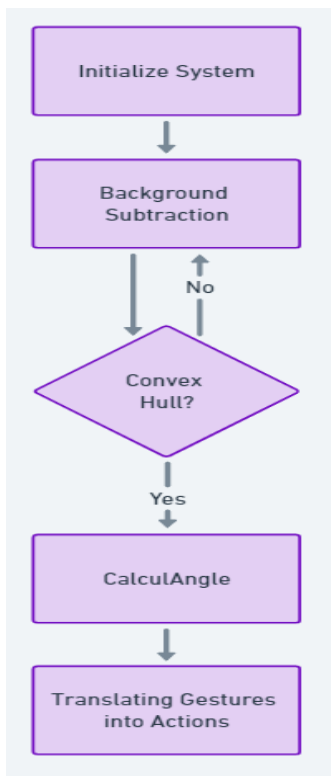 Initialize System
Background
Subtraction
No
Convex
Hull?
Yes
CalculAngle
Translating Gestures
into Actions